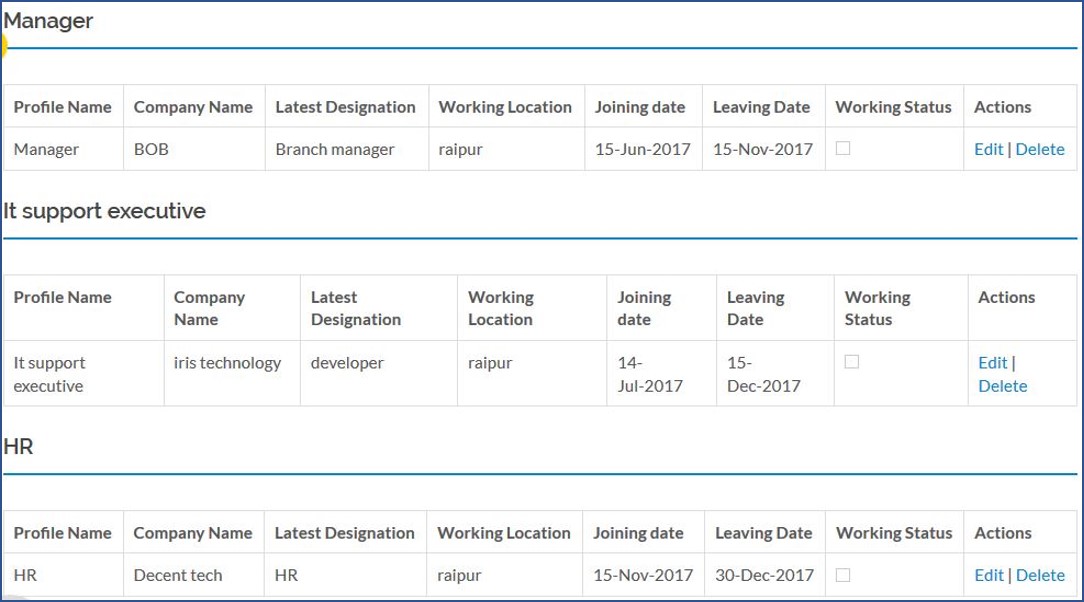 Manager
Profile Name Company Name Latest Designation Working Location Joining date Leaving Date Working Status Actions
Manager BOB Branch manager raipur 15-Jun-2017 15-Nov-2017 Edit | Delete
It support executive
Profile Name Company Latest Working Joining Leaving Working Actions
Name Designation Location date Date Status
It support iris technology developer raipur 14- 15- Edit |
executive Jul-2017 Dec-2017 Delete
HR
Profile Name Company Name Latest Designation Working Location Joining date Leaving Date Working Status Actions
HR Decent tech HR raipur 15-Nov-2017 30-Dec-2017 Edit | Delete